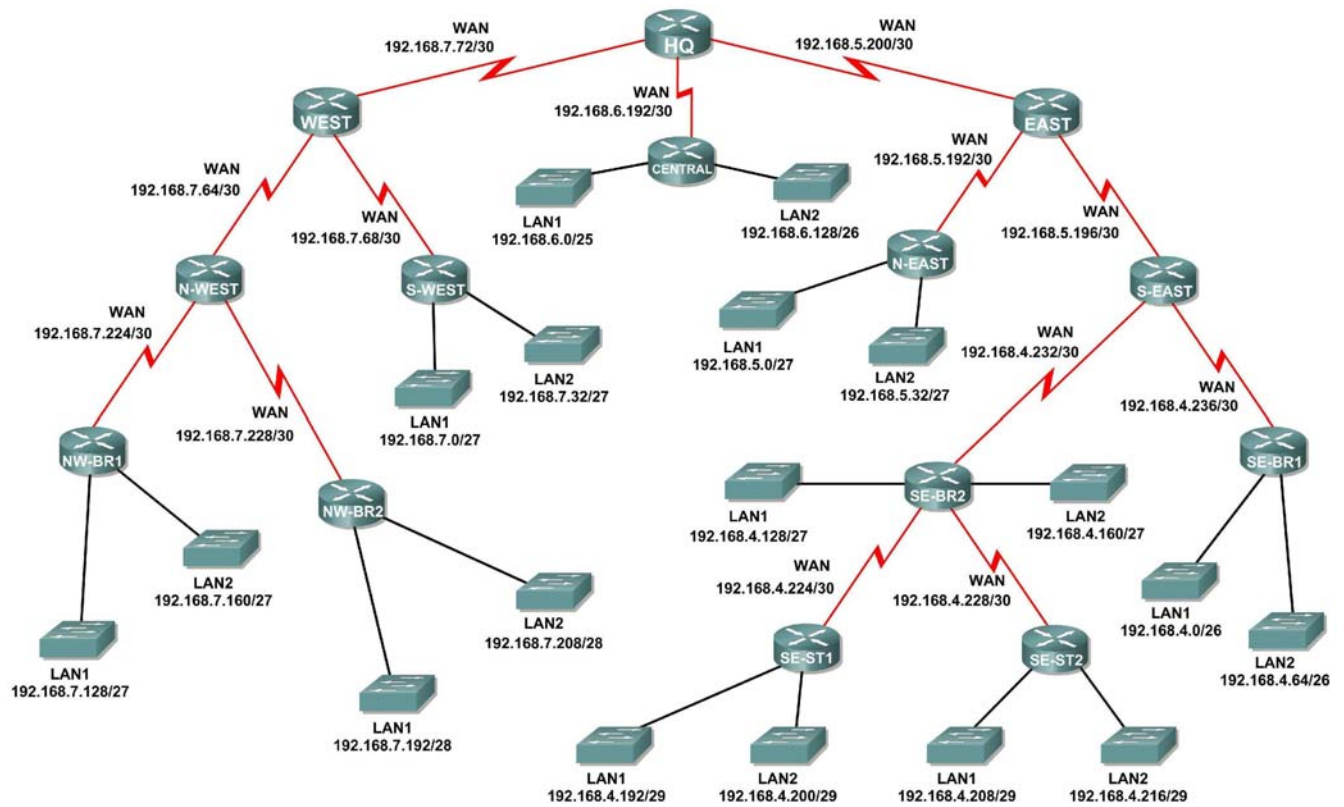 WAN
192.168.7.72/30
HQ
WAN
192.168.5.200/30
WAN
192.168.6.192/30
WEST
EAST
CENTRAL
WAN
192.168.5.192/30
WAN
192.168.7.64/30
WAN
192.168.7.68/30
LAN1
192.168.6.0/25
LAN2
192.168.6.128/26
WAN
192.168.5.196/30
N-WEST
S-WEST
N-EAST
S-EAST
WAN
192.168.7.224/30
LAN1
192.168.5.0/27
LAN2
192.168.5.32/27
WAN
192.168.4.232/30
WAN
192.168.4.236/30
LAN2
192.168.7.32/27
LAN1
192.168.7.0/27
WAN
192.168.7.228/30
NW-BR1
NW-BR2
SE-BR2
SE-BR1
LAN1
192.168.4.128/27
LAN2
192.168.4.160/27
LAN2
192.168.7.160/27
WAN
192.168.4.224/30
WAN
192.168.4.228/30
LAN2
192.168.7.208/28
LAN1
192.168.4.0/26
LAN2
192.168.4.64/26
LAN1
192.168.7.128/27
SE-ST1
SE-ST2
LAN1
192.168.7.192/28
LAN1
192.168.4.192/29
LAN2
192.168.4.200/29
LAN1
192.168.4.208/29
LAN2
192.168.4.216/29